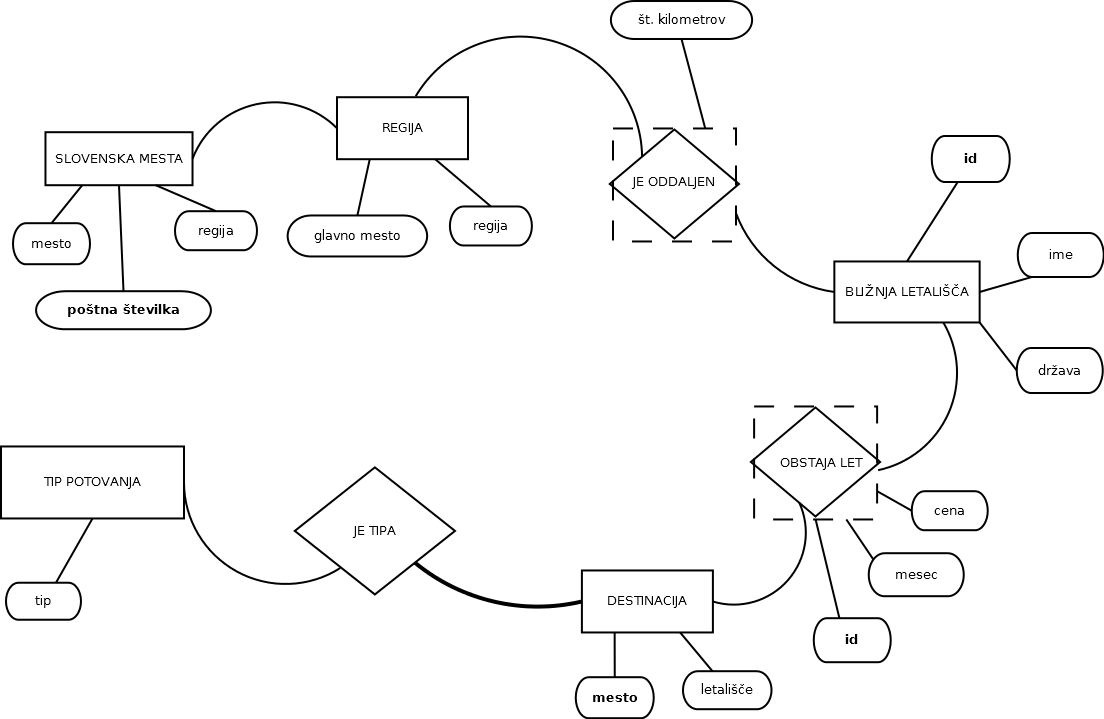 št. kilometrov
REGIJA
SLOVENSKA MESTA
id
JE ODDALJEN
regija
regija
glavno mesto
mesto
ime
BLIŽNJA LETALIŠČA
poštna številka
država
OBSTAJA LET
TIP POTOVANJA
cena
JE TIPA
mesec
DESTINACIJA
tip
id
letališče
mesto